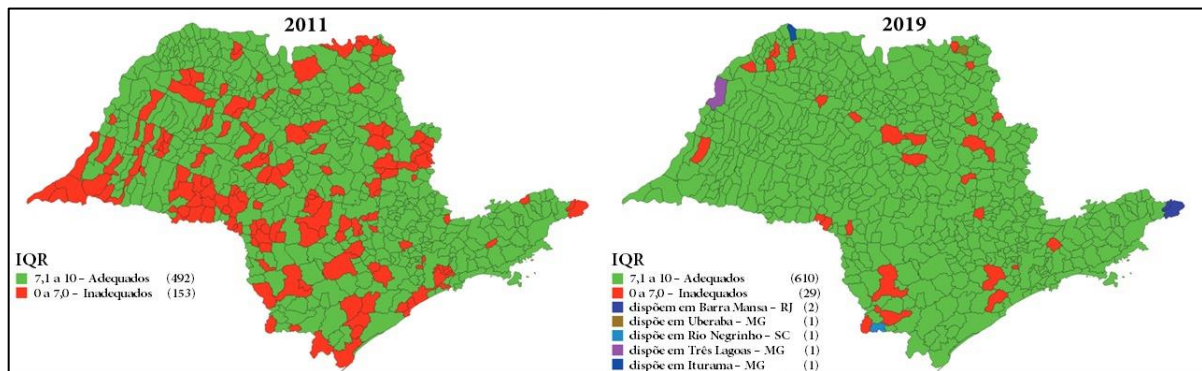 2011
IQR
7,1 a 10 – Adequados (492)
0 a 7,0 – Inadequados (153)
2019
IQR
7,1 a 10 – Adequados (610)
0 a 7,0 – Inadequados (29)
dispõem em Barra Mansa – RJ (2)
dispõe em Uberaba – MG (1)
dispõe em Rio Negrinho – SC (1)
dispõe em Três Lagoas – MG (1)
dispõe em Iturama – MG (1)